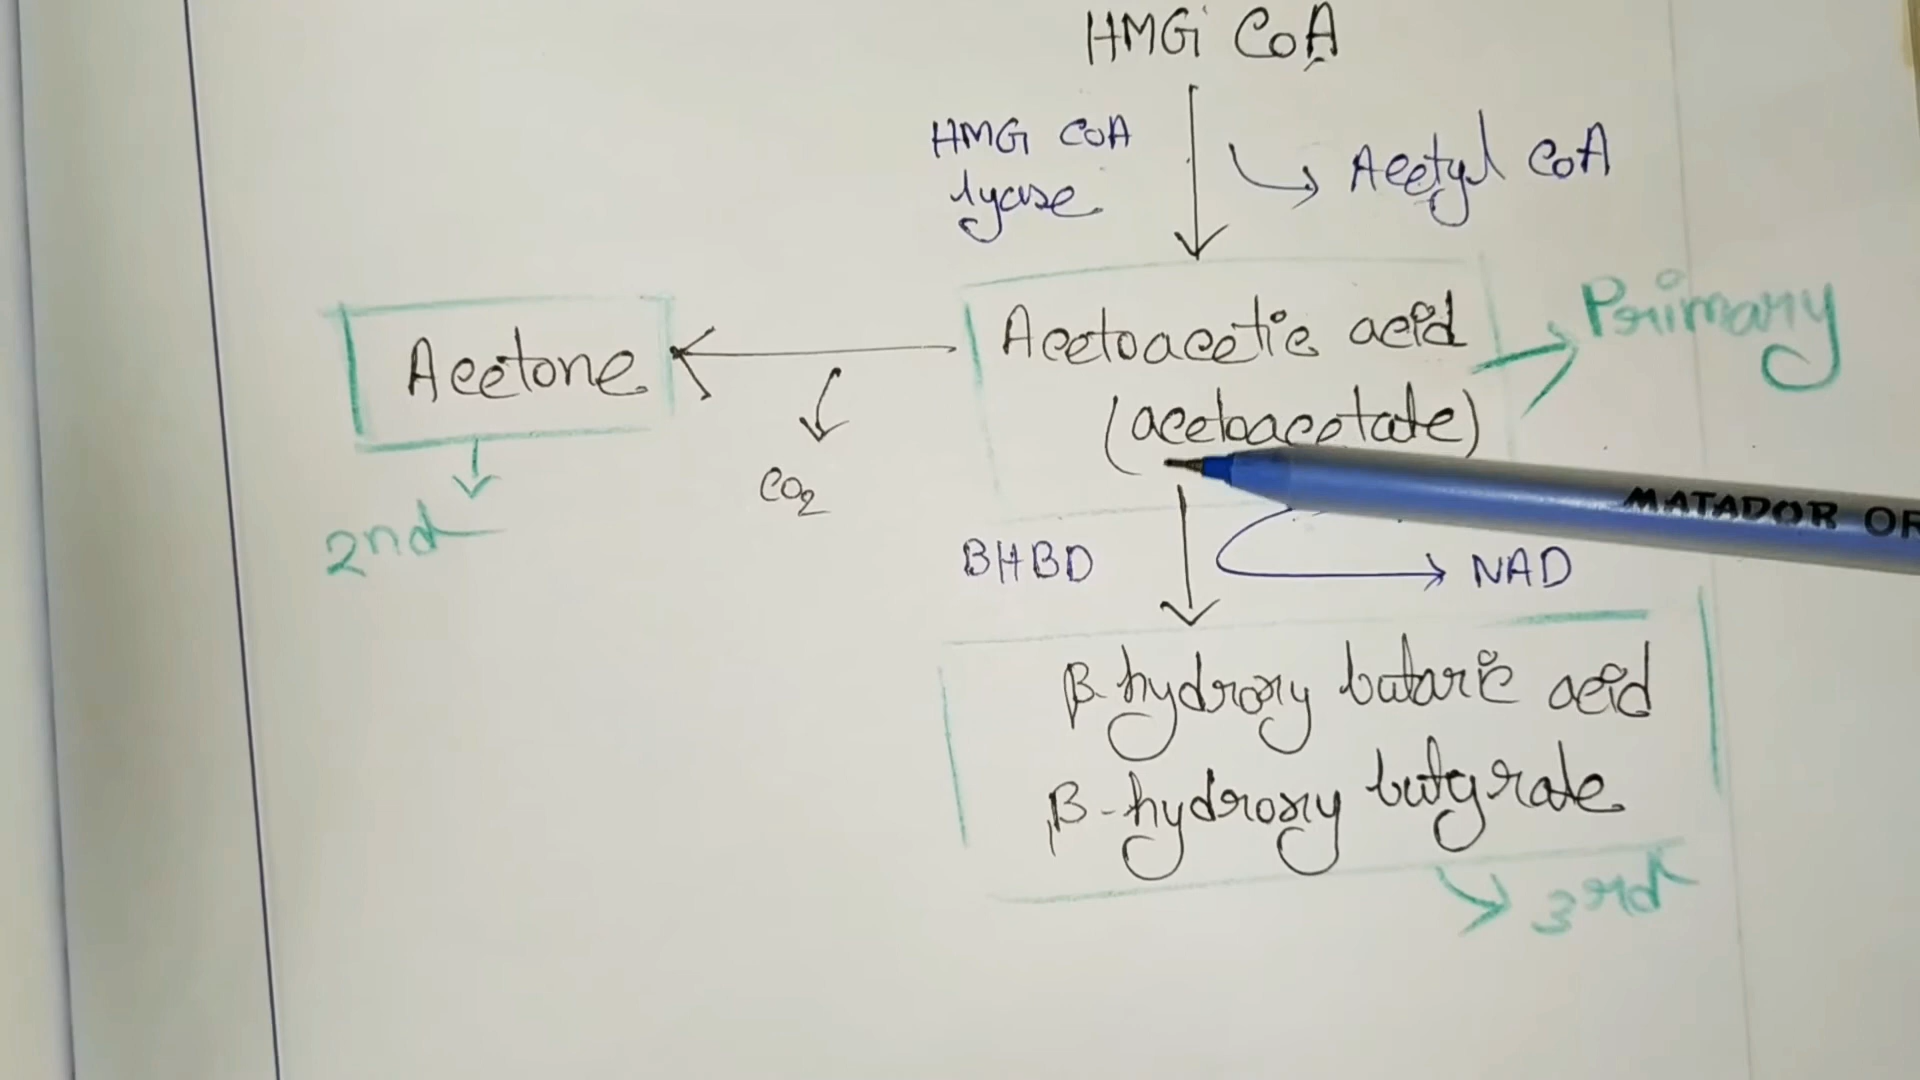 HMG CoA
HMG CoA
lyase
Acetyl CoA
Acetoacetic acid
(acetoacetate)
Primary
Acetone
2nd
CO2
MATADOR OR
BHBD
NAD
β-hydroxy butaric acid
β-hydroxy butyrate
3rd